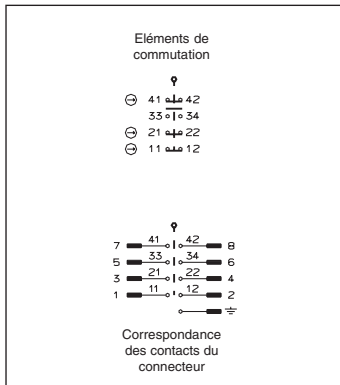 Eléments de
commutation
41 42
33 34
21 22
11 12
7 41 42 8
5 33 34 6
3 21 22 4
1 11 12 2
Correspondance
des contacts du
connecteur